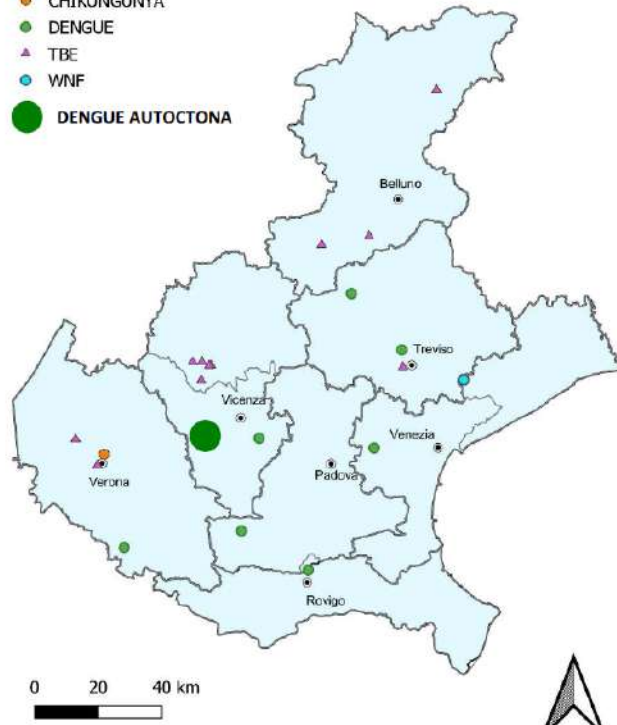 CHIKUNGUNYA
DENGUE
TBE
WNF
DENGUE AUTOCTONA
Belluno
Treviso
Vicenza
Venezia
Verona
Padova
Rovigo
0 20 40 km